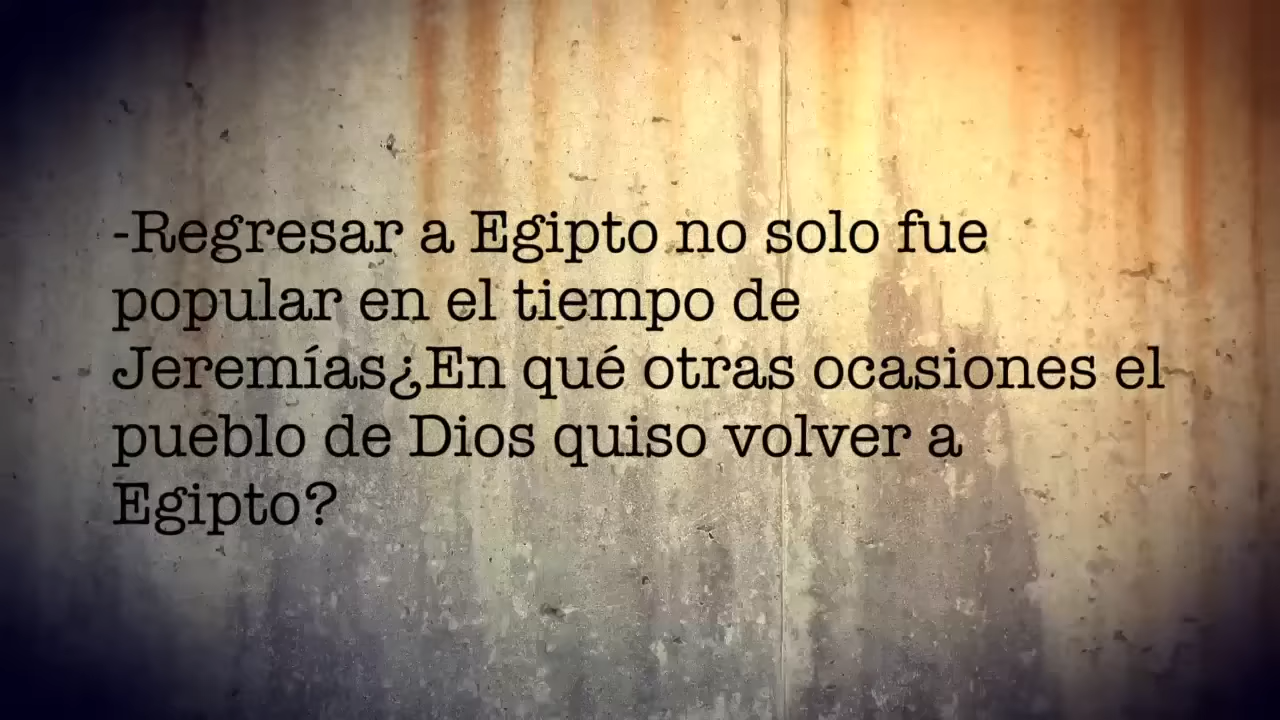 -Regresar a Egipto no solo fue
popular en el tiempo de
Jeremías¿En qué otras ocasiones el
pueblo de Dios quiso volver a
Egipto?